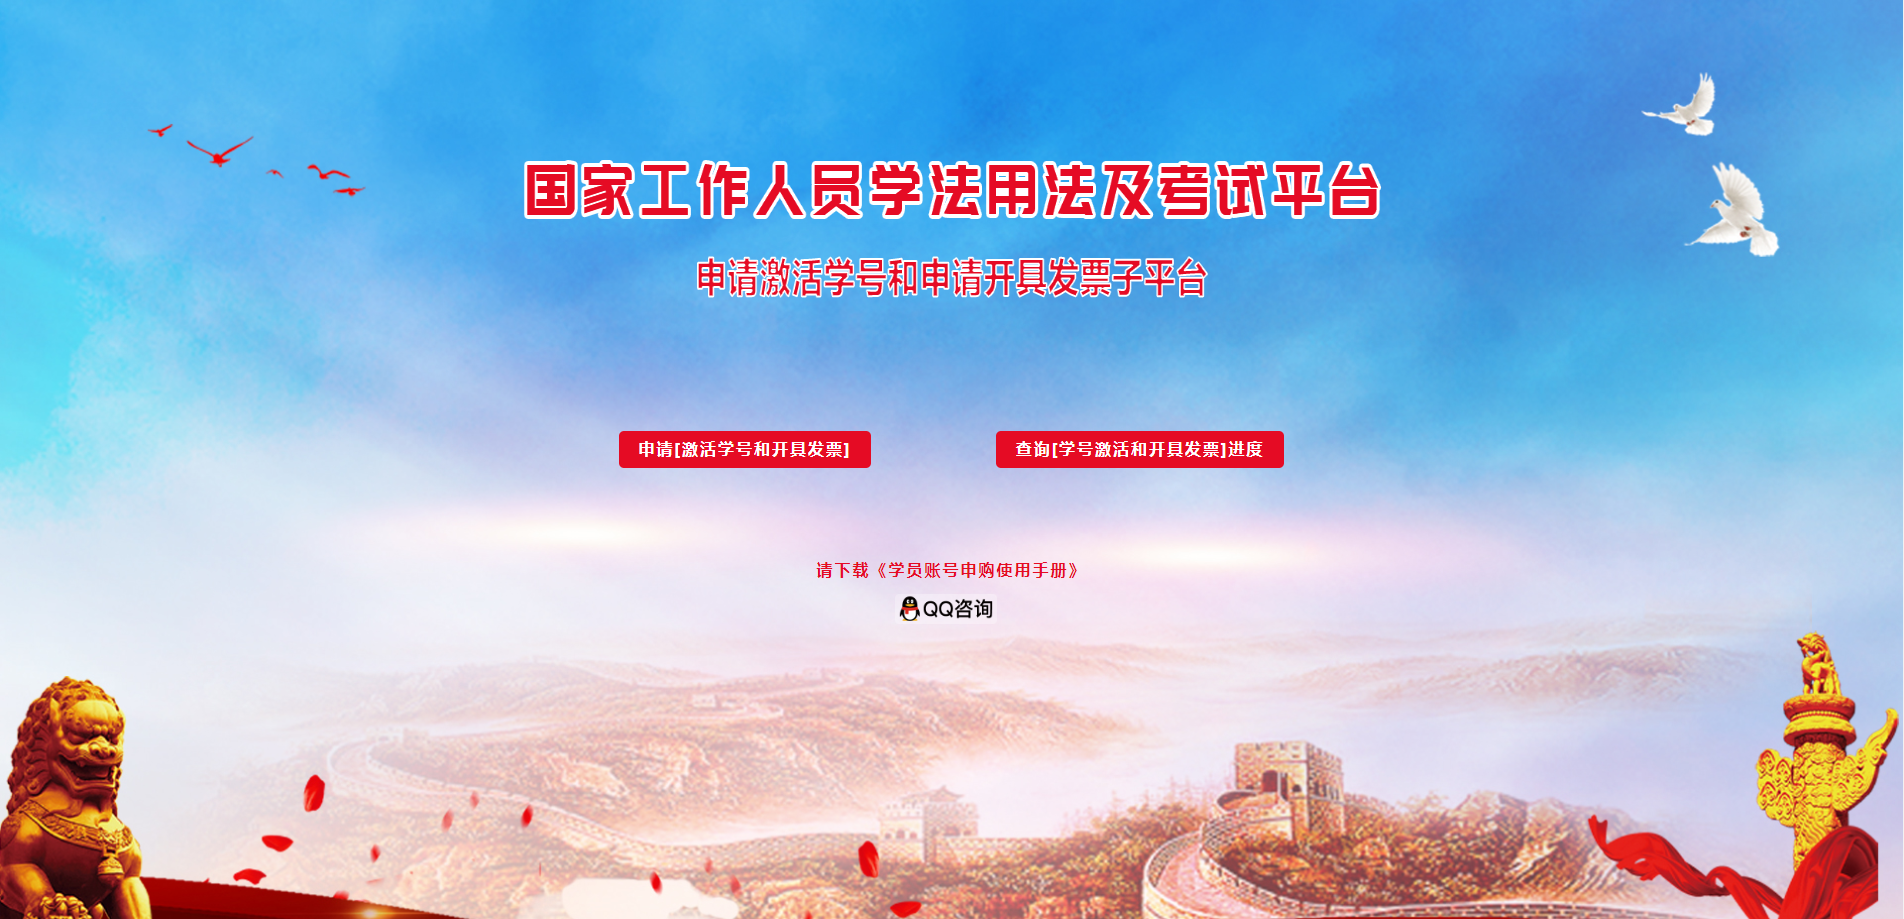 国家工作人员学法用法及考试平台
申请激活学号和申请开具发票子平台
申请[激活学号和开具发票]
查询[学号激活和开具发票]进度
请下载《学员账号申购使用手册》
QQ咨询